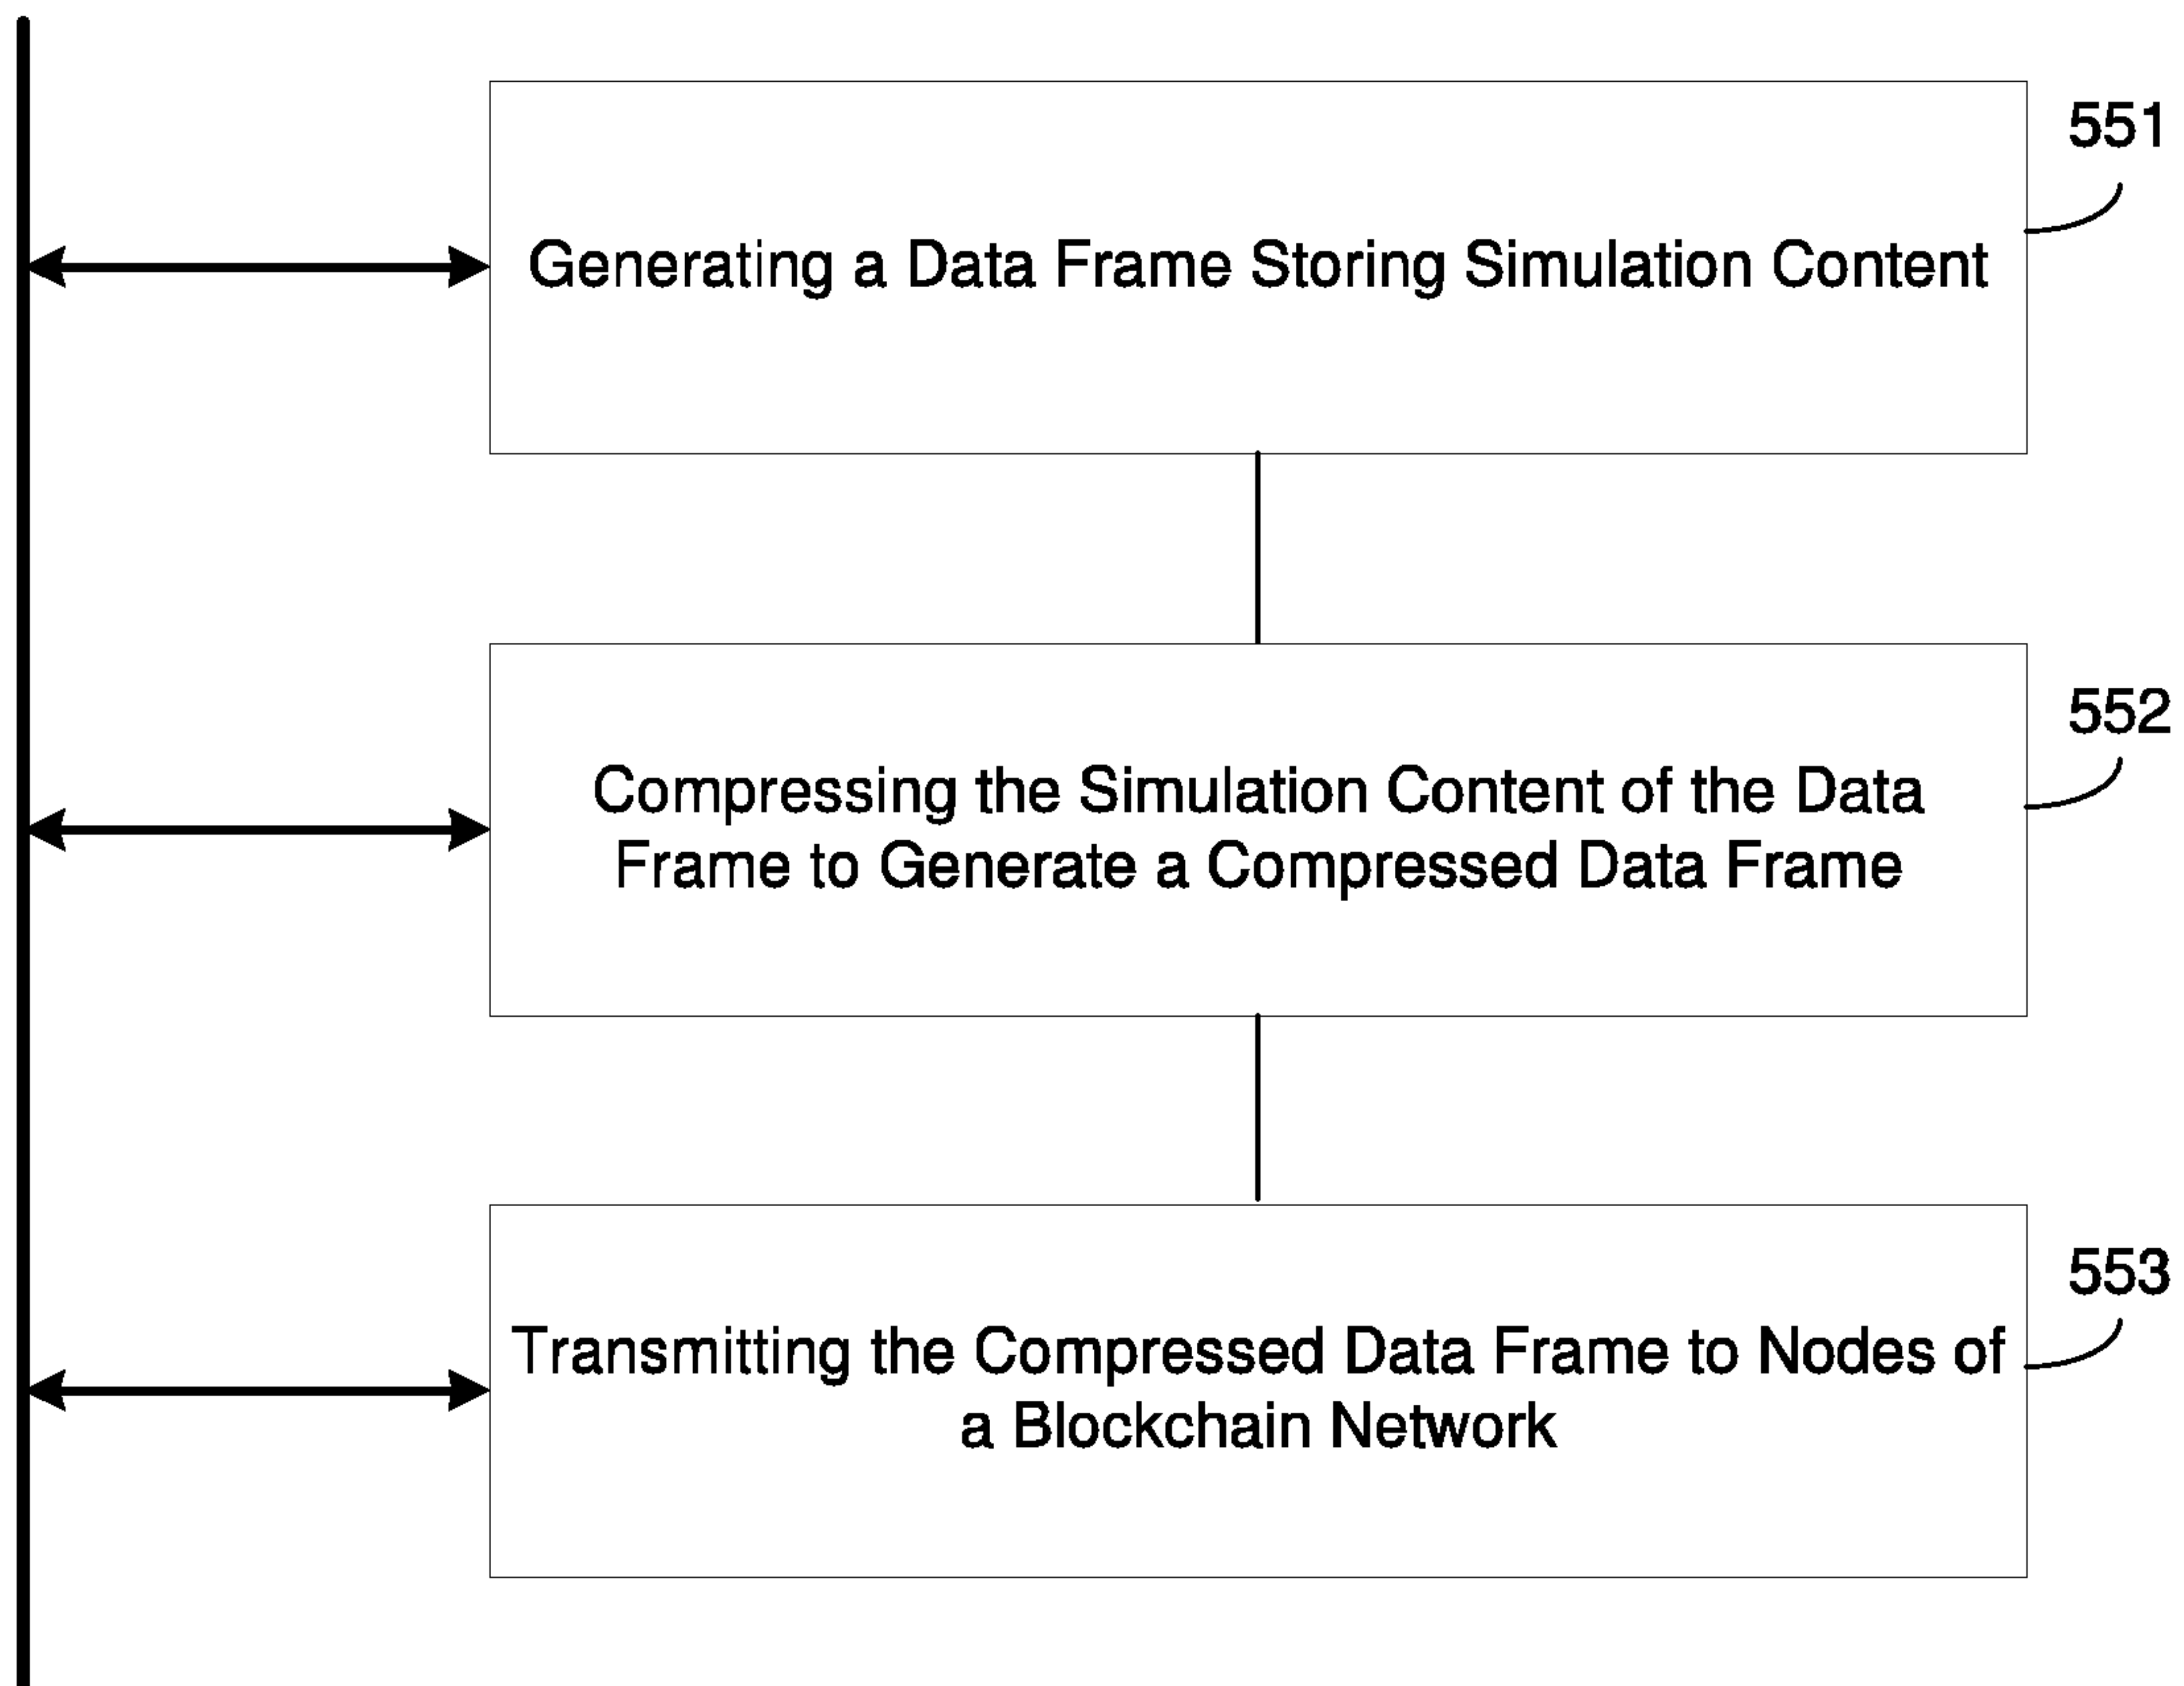 551
Generating a Data Frame Storing Simulation Content
552
Compressing the Simulation Content of the Data
Frame to Generate a Compressed Data Frame
553
Transmitting the Compressed Data Frame to Nodes of
a Blockchain Network